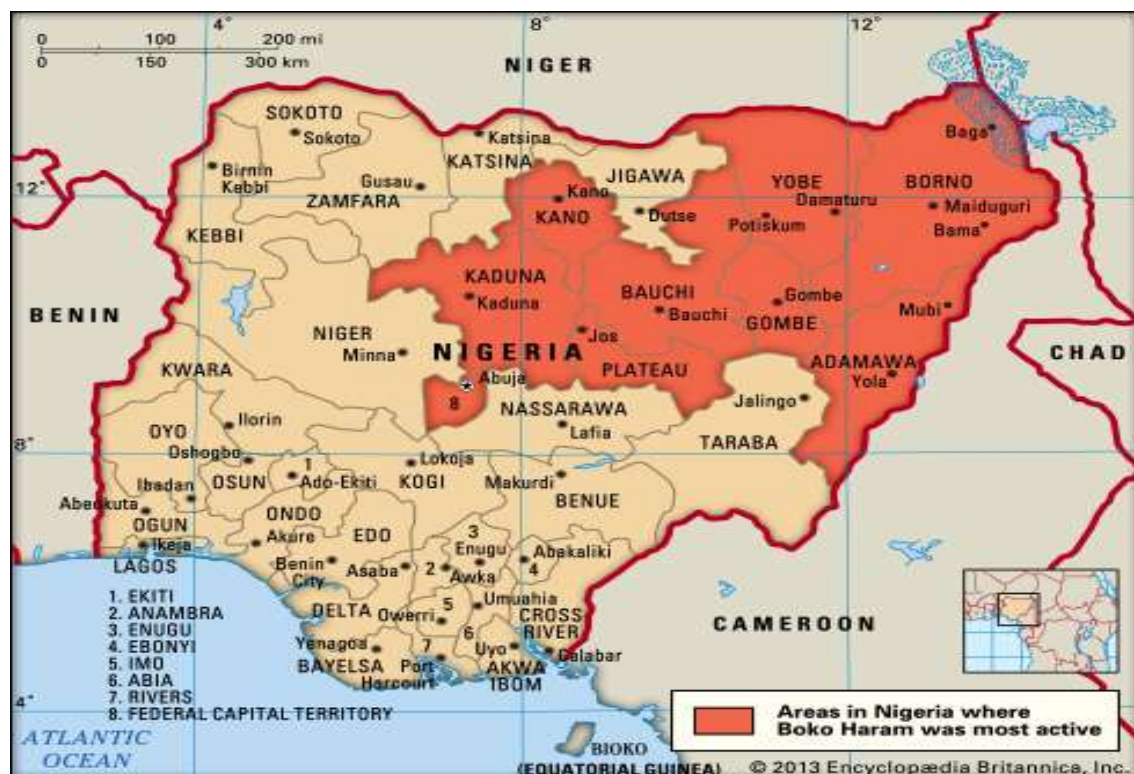 4°
8°
12°
0 100 200 mi
0 150 300 km
NIGER
SOKOTO
Sokoto
Katsina
KATSINA
Birnin
Kebbi
Gusau
ZAMFARA
KEBBI
JIGAWA
Dutse
Kano
KANO
YOBE
Damaturu
Potiskum
Baga
BORNO
Maiduguri
Bama
12°
KADUNA
Kaduna
BAUCHI
Bauchi
Gombe
GOMBE
Mubi
BENIN
NIGER
Minna
NIGERIA
Jos
PLATEAU
ADAMAWA
Yola
CHAD
KWARA
Abuja
8
NASSARAWA
Lafia
Jalingo
TARABA
8°
Ilorin
OYO
Oshogbo
1
Ado-Ekiti
Lokoja
KOGI
Makurdi
BENUE
Ibadan
OSUN
Abeokuta
OGUN
Ikeja
LAGOS
ONDO
Akure
EDO
Benin
City
Asaba
2
Awka
3
Enugu
Abakaliki
4
DELTA
Owerri
5
Umuahia
CROSS
RIVER
6
Yenagoa
BAYELSA
7
Port
Harcourt
Uyo
AKWA
IBOM
Calabar
CAMEROON
1. EKITI
2. ANAMBRA
3. ENUGU
4. EBONYI
5. IMO
6. ABIA
7. RIVERS
8. FEDERAL CAPITAL TERRITORY
4°
ATLANTIC
OCEAN
BIOKO
(EQUATORIAL GUINEA)
Areas in Nigeria where
Boko Haram was most active
© 2013 Encyclopædia Britannica, Inc.